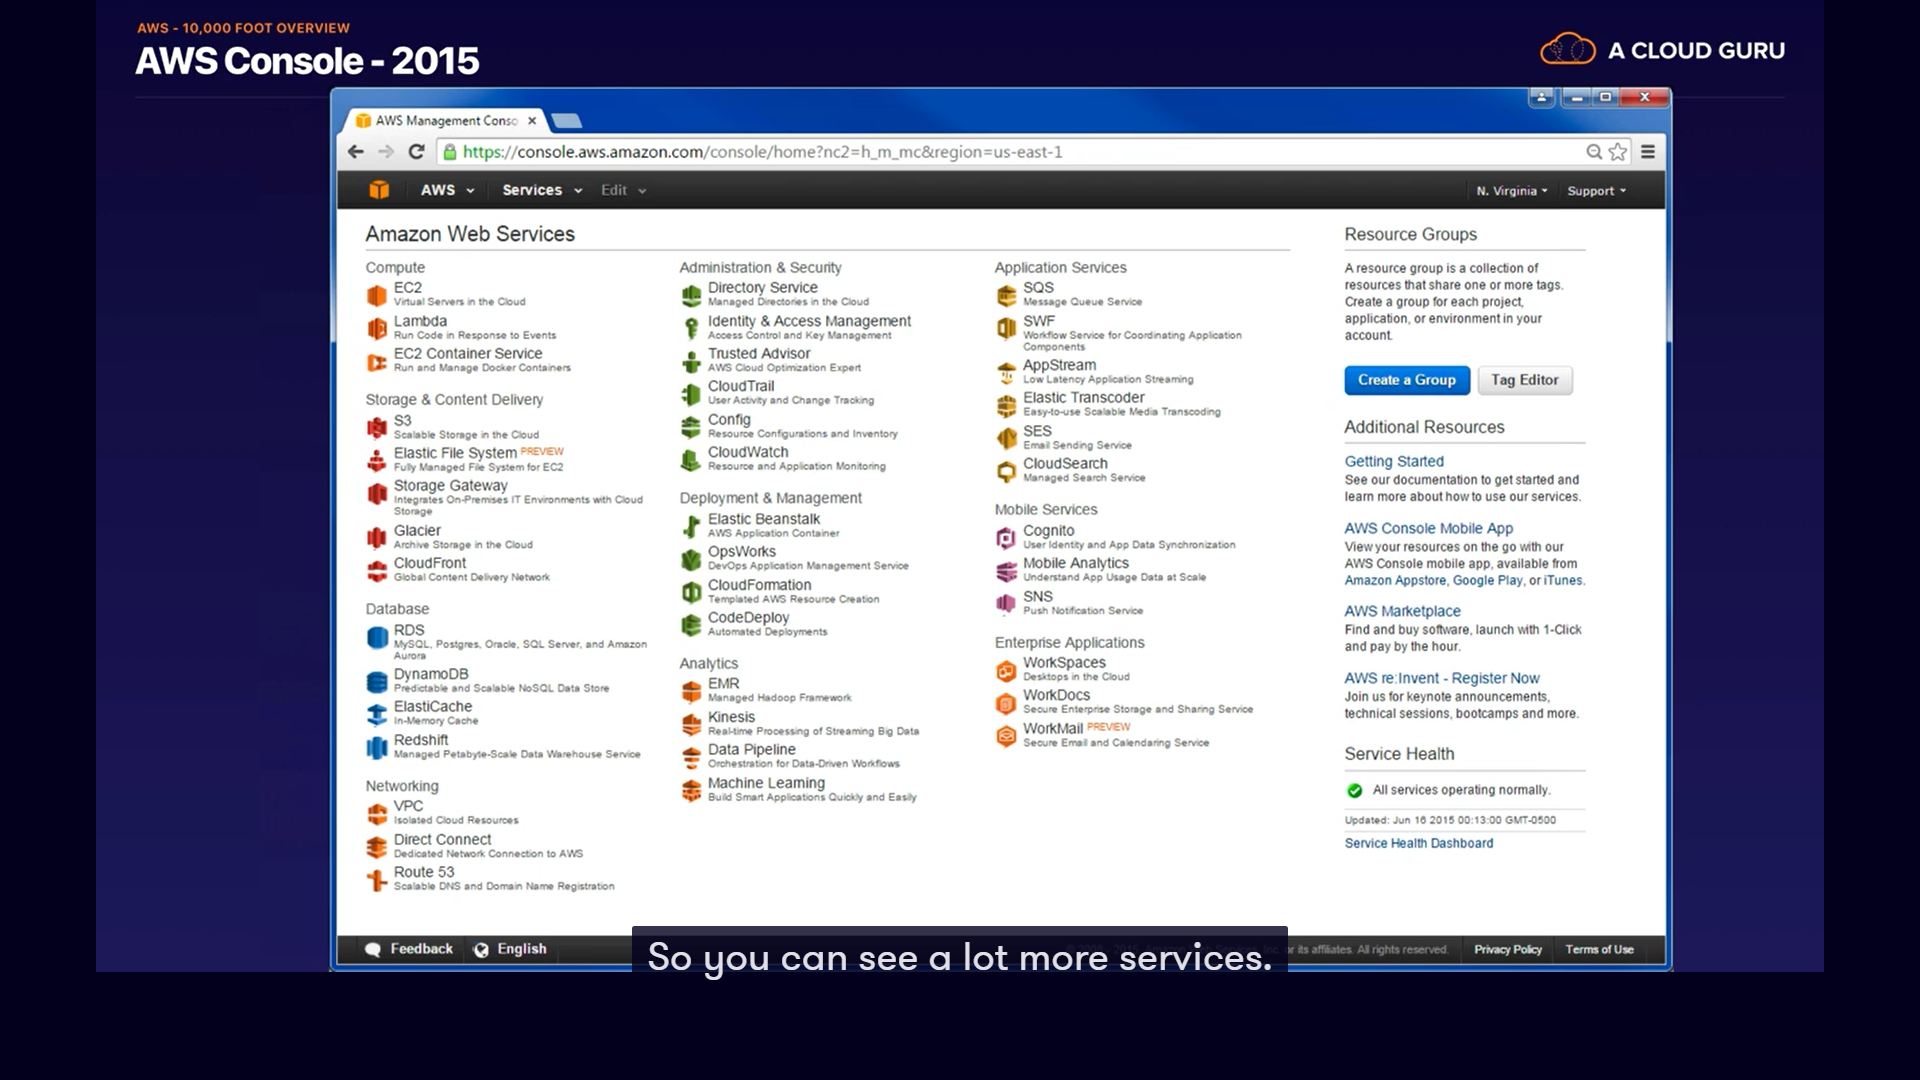 AWS - 10,000 FOOT OVERVIEW
AWS Console - 2015
A CLOUD GURU
AWS Management Conso
https://console.aws.amazon.com/console/home?nc2=h_m_mc&region=us-east-1
AWS Services Edit N. Virginia Support
Amazon Web Services
Compute
EC2
Virtual Servers in the Cloud
Lambda
Run Code in Response to Events
EC2 Container Service
Run and Manage Docker Containers
Storage & Content Delivery
S3
Scalable Storage in the Cloud
Elastic File System PREVIEW
Fully Managed File System for EC2
Storage Gateway
Integrates On-Premises IT Environments with Cloud
Storage
Glacier
Archive Storage in the Cloud
CloudFront
Global Content Delivery Network
Database
RDS
MySQL, Postgres, Oracle, SQL Server, and Amazon
Aurora
DynamoDB
Predictable and Scalable NoSQL Data Store
ElastiCache
In-Memory Cache
Redshift
Managed Petabyte-Scale Data Warehouse Service
Networking
VPC
Isolated Cloud Resources
Direct Connect
Dedicated Network Connection to AWS
Route 53
Scalable DNS and Domain Name Registration
Administration & Security
Directory Service
Managed Directories in the Cloud
Identity & Access Management
Access Control and Key Management
Trusted Advisor
AWS Cloud Optimization Expert
CloudTrail
User Activity and Change Tracking
Config
Resource Configurations and Inventory
CloudWatch
Resource and Application Monitoring
Deployment & Management
Elastic Beanstalk
AWS Application Container
OpsWorks
DevOps Application Management Service
CloudFormation
Templated AWS Resource Creation
CodeDeploy
Automated Deployments
Analytics
EMR
Managed Hadoop Framework
Kinesis
Real-time Processing of Streaming Big Data
Data Pipeline
Orchestration for Data-Driven Workflows
Machine Learning
Build Smart Applications Quickly and Easily
Application Services
SQS
Message Queue Service
SWF
Workflow Service for Coordinating Application
Components
AppStream
Low Latency Application Streaming
Elastic Transcoder
Easy-to-use Scalable Media Transcoding
SES
Email Sending Service
CloudSearch
Managed Search Service
Mobile Services
Cognito
User Identity and App Data Synchronization
Mobile Analytics
Understand App Usage Data at Scale
SNS
Push Notification Service
Enterprise Applications
WorkSpaces
Desktops in the Cloud
WorkDocs
Secure Enterprise Storage and Sharing Service
WorkMail PREVIEW
Secure Email and Calendaring Service
Resource Groups
A resource group is a collection of
resources that share one or more tags.
Create a group for each project,
application, or environment in your
account.
Create a Group Tag Editor
Additional Resources
Getting Started
See our documentation to get started and
learn more about how to use our services.
AWS Console Mobile App
View your resources on the go with our
AWS Console mobile app, available from
Amazon Appstore, Google Play, or iTunes.
AWS Marketplace
Find and buy software, launch with 1-Click
and pay by the hour.
AWS re:Invent - Register Now
Join us for keynote announcements,
technical sessions, bootcamps and more.
Service Health
All services operating normally.
Updated: Jun 16 2015 00:13:00 GMT-0500
Service Health Dashboard
Feedback English or its affiliates. All rights reserved. Privacy Policy Terms of Use
So you can see a lot more services.